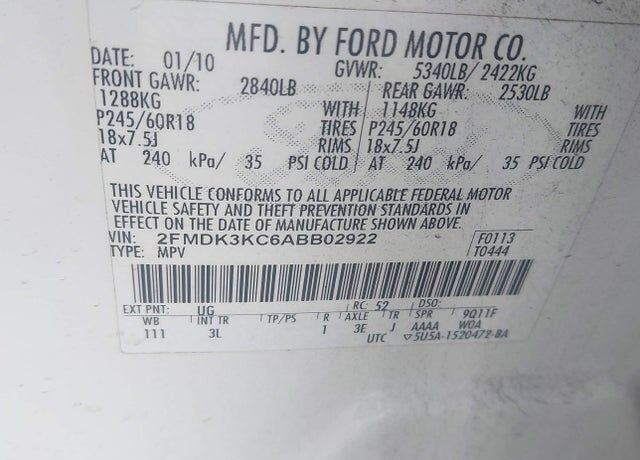 MFD. BY FORD MOTOR CO.
DATE: 01/10 GVWR: 5340LB/ 2422KG
FRONT GAWR: 2840LB REAR GAWR: 2530LB
1288KG WITH 1148KG WITH
P245/60R18 TIRES P245/60R18 TIRES
18x7.5J RIMS 18x7.5J RIMS
AT 240 kPa/ 35 PSI COLD AT 240 kPa/ 35 PSI COLD
THIS VEHICLE CONFORMS TO ALL APPLICABLE FEDERAL MOTOR
VEHICLE SAFETY AND THEFT PREVENTION STANDARDS IN
EFFECT ON THE DATE OF MANUFACTURE SHOWN ABOVE.
VIN: 2FMDK3KC6ABB02922 F0113
TYPE: MPV T0444
EXT PNT: UG RC: 52 DSO:
WB INT TR TP/PS R AXLE TR SPR 9Q11F
111 3L 1 3E J AAAA W0A
UTC ▽5U5A-1520472-BA